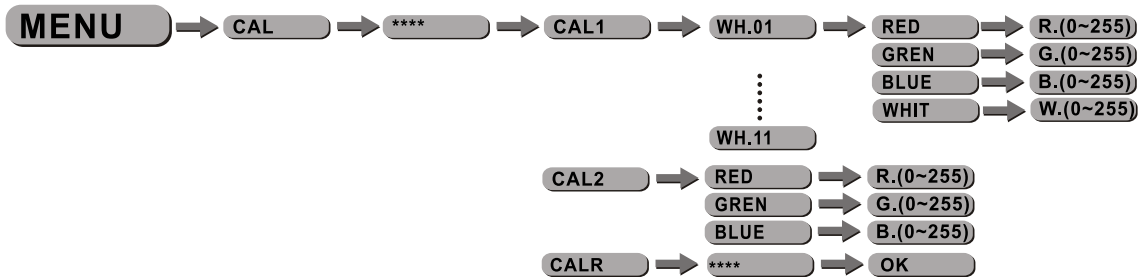 MENU CAL **** CAL1 WH.01 RED R.(0~255)
GREN G.(0~255)
BLUE B.(0~255)
WHIT W.(0~255)
WH.11
CAL2 RED R.(0~255)
GREN G.(0~255)
BLUE B.(0~255)
CALR **** OK